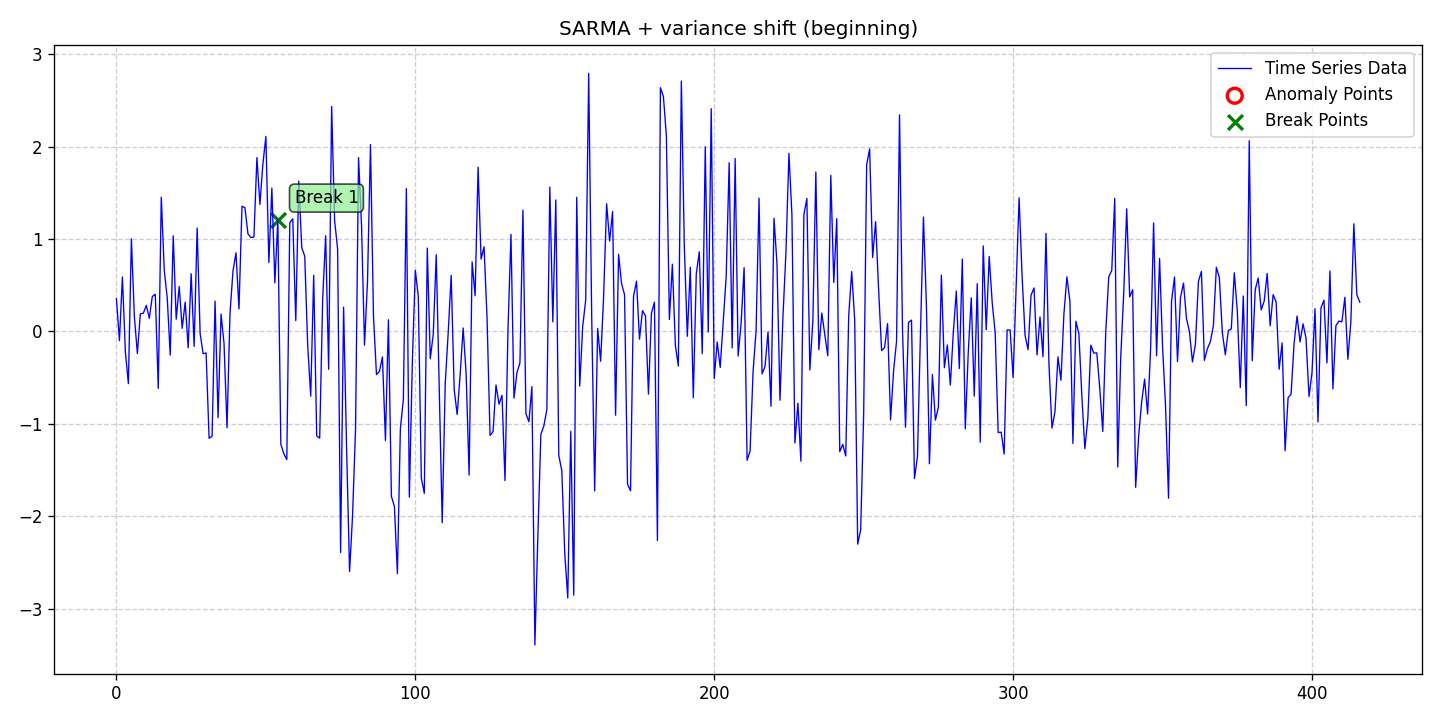 SARMA + variance shift (beginning)
Time Series Data
Anomaly Points
Break Points
Break 1
3
2
1
0
−1
−2
−3
0
100
200
300
400